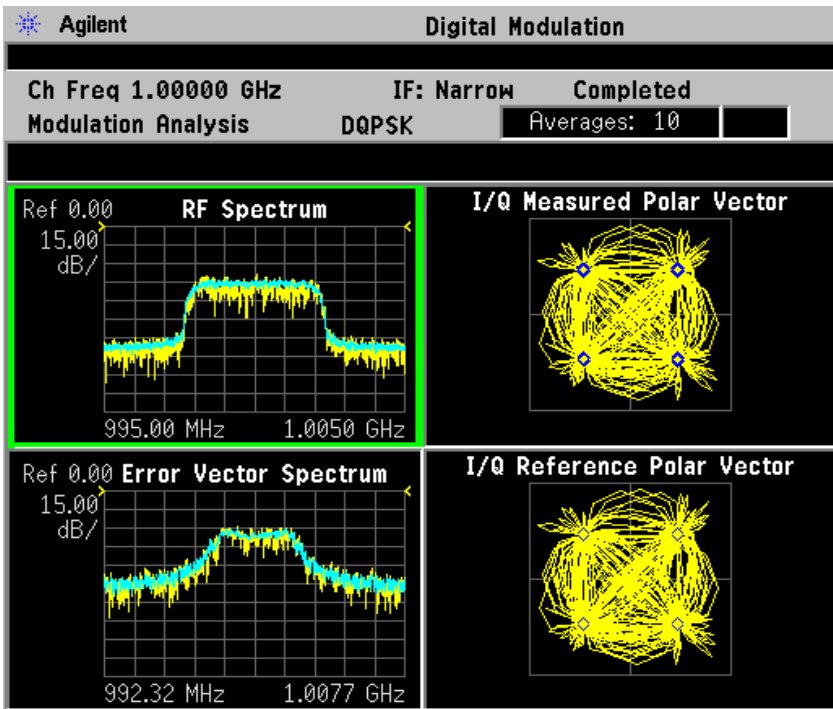 Agilent Digital Modulation
Ch Freq 1.00000 GHz IF: Narrow Completed
Modulation Analysis DQPSK Averages: 10
Ref 0.00 RF Spectrum
15.00
dB/
995.00 MHz 1.0050 GHz
I/Q Measured Polar Vector
Ref 0.00 Error Vector Spectrum
15.00
dB/
992.32 MHz 1.0077 GHz
I/Q Reference Polar Vector